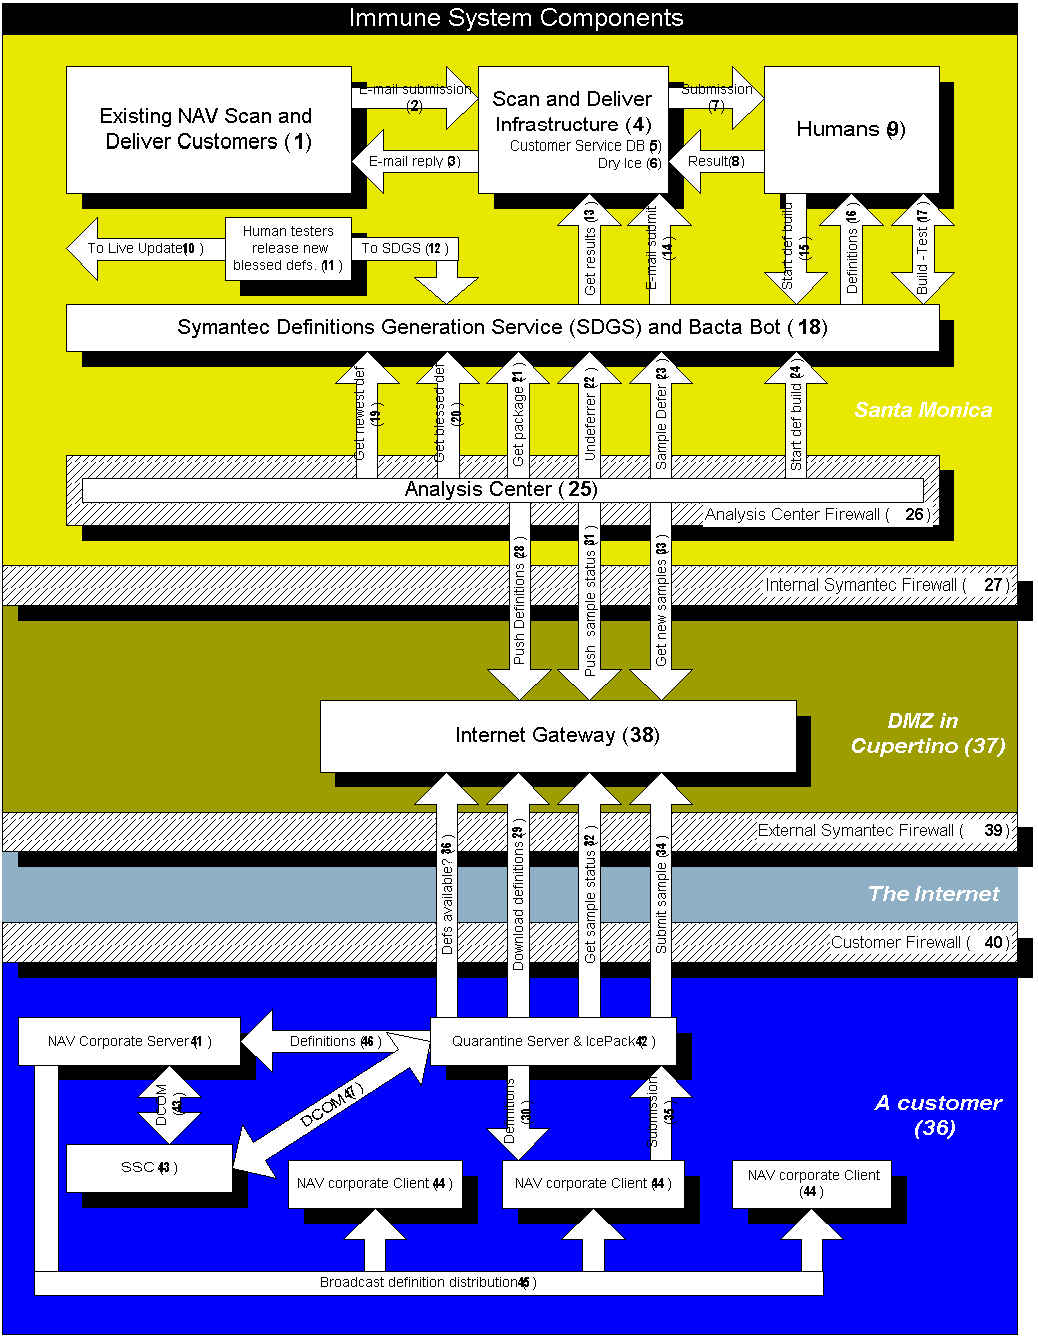 Immune System Components
Existing NAV Scan and
Deliver Customers (1)
E-mail submission
(2)
E-mail reply (3)
Scan and Deliver
Infrastructure (4)
Customer Service DB (5)
Dry Ice (6)
Submission
(7)
Result(8)
Humans (9)
To Live Update(10)
Human testers
release new
blessed defs. (11)
To SDGS (12)
Get results (13)
E-mail submit
(14)
Start def build
(15)
Definitions (16)
Build -Test (17)
Symantec Definitions Generation Service (SDGS) and Bacta Bot (18)
Get newest def
(19)
Get blessed def
(20)
Get package (21)
Undeferrer (22)
Sample Defer (23)
Start def build (24)
Santa Monica
Analysis Center (25)
Analysis Center Firewall (26)
Internal Symantec Firewall (27)
Push Definitions (28)
Push sample status (31)
Get new samples (33)
Internet Gateway (38)
DMZ in
Cupertino (37)
External Symantec Firewall (39)
The Internet
Customer Firewall (40)
Defs available? (36)
Download definitions (29)
Get sample status (32)
Submit sample (34)
NAV Corporate Server (41)
Definitions (46)
Quarantine Server & IcePack (42)
DCOM
(43)
DCOM (47)
Definitions
(30)
Submission
(35)
A customer
(36)
SSC (43)
NAV corporate Client (44)
NAV corporate Client (44)
NAV corporate Client
(44)
Broadcast definition distribution (45)